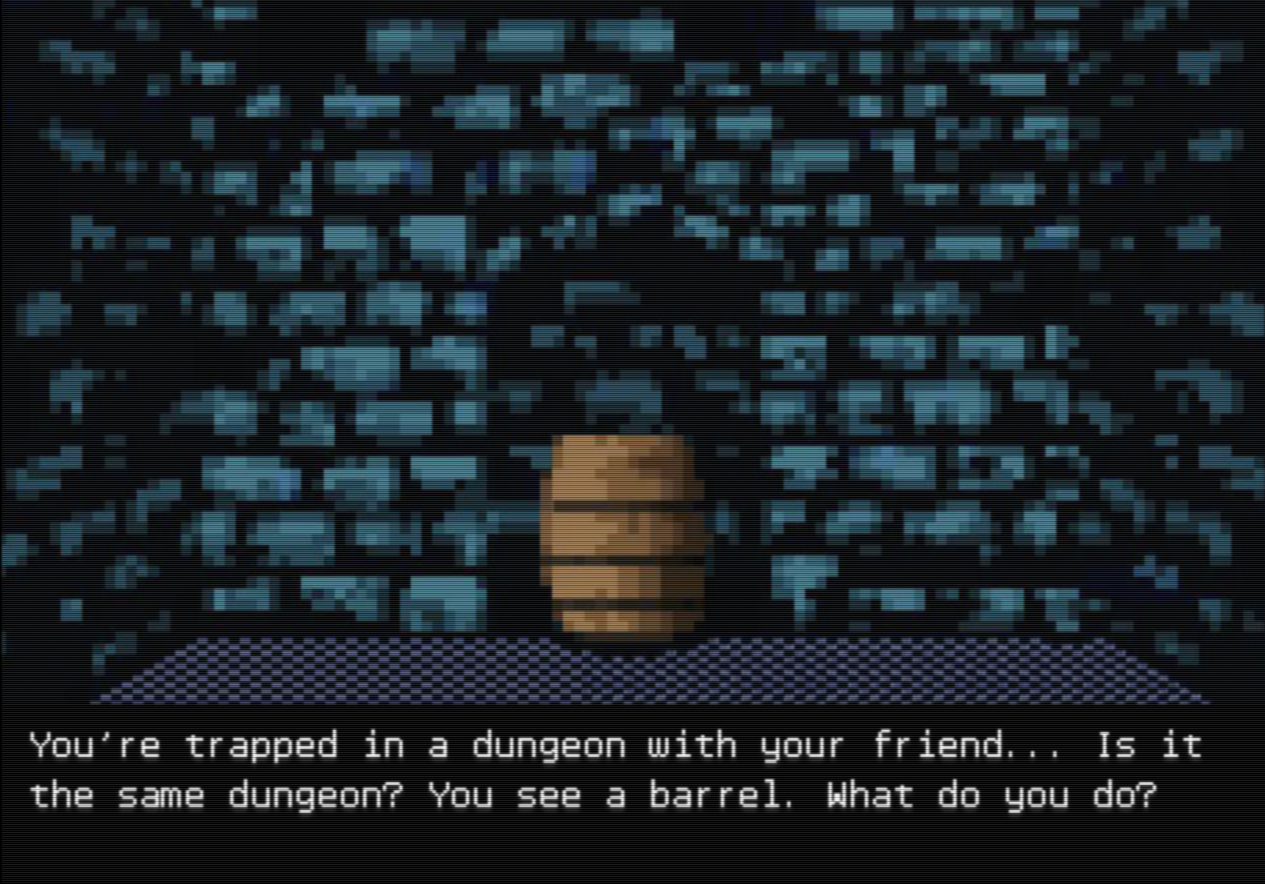 You're trapped in a dungeon with your friend... Is it
the same dungeon? You see a barrel. What do you do?